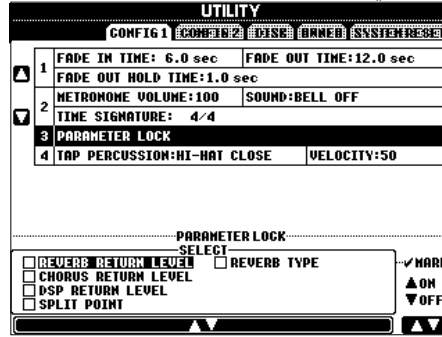 UTILITY
CONFIG 1 CONFIG 2 DISK OWNER SYSTEM RESET
1 FADE IN TIME: 6.0 sec FADE OUT TIME:12.0 sec
FADE OUT HOLD TIME:1.0 sec
2 METRONOME VOLUME:100 SOUND:BELL OFF
TIME SIGNATURE: 4/4
3 PARAMETER LOCK
4 TAP PERCUSSION:HI-HAT CLOSE VELOCITY:50
PARAMETER LOCK
SELECT
REVERB RETURN LEVEL REVERB TYPE
CHORUS RETURN LEVEL
DSP RETURN LEVEL
SPLIT POINT
MARK
ON
OFF